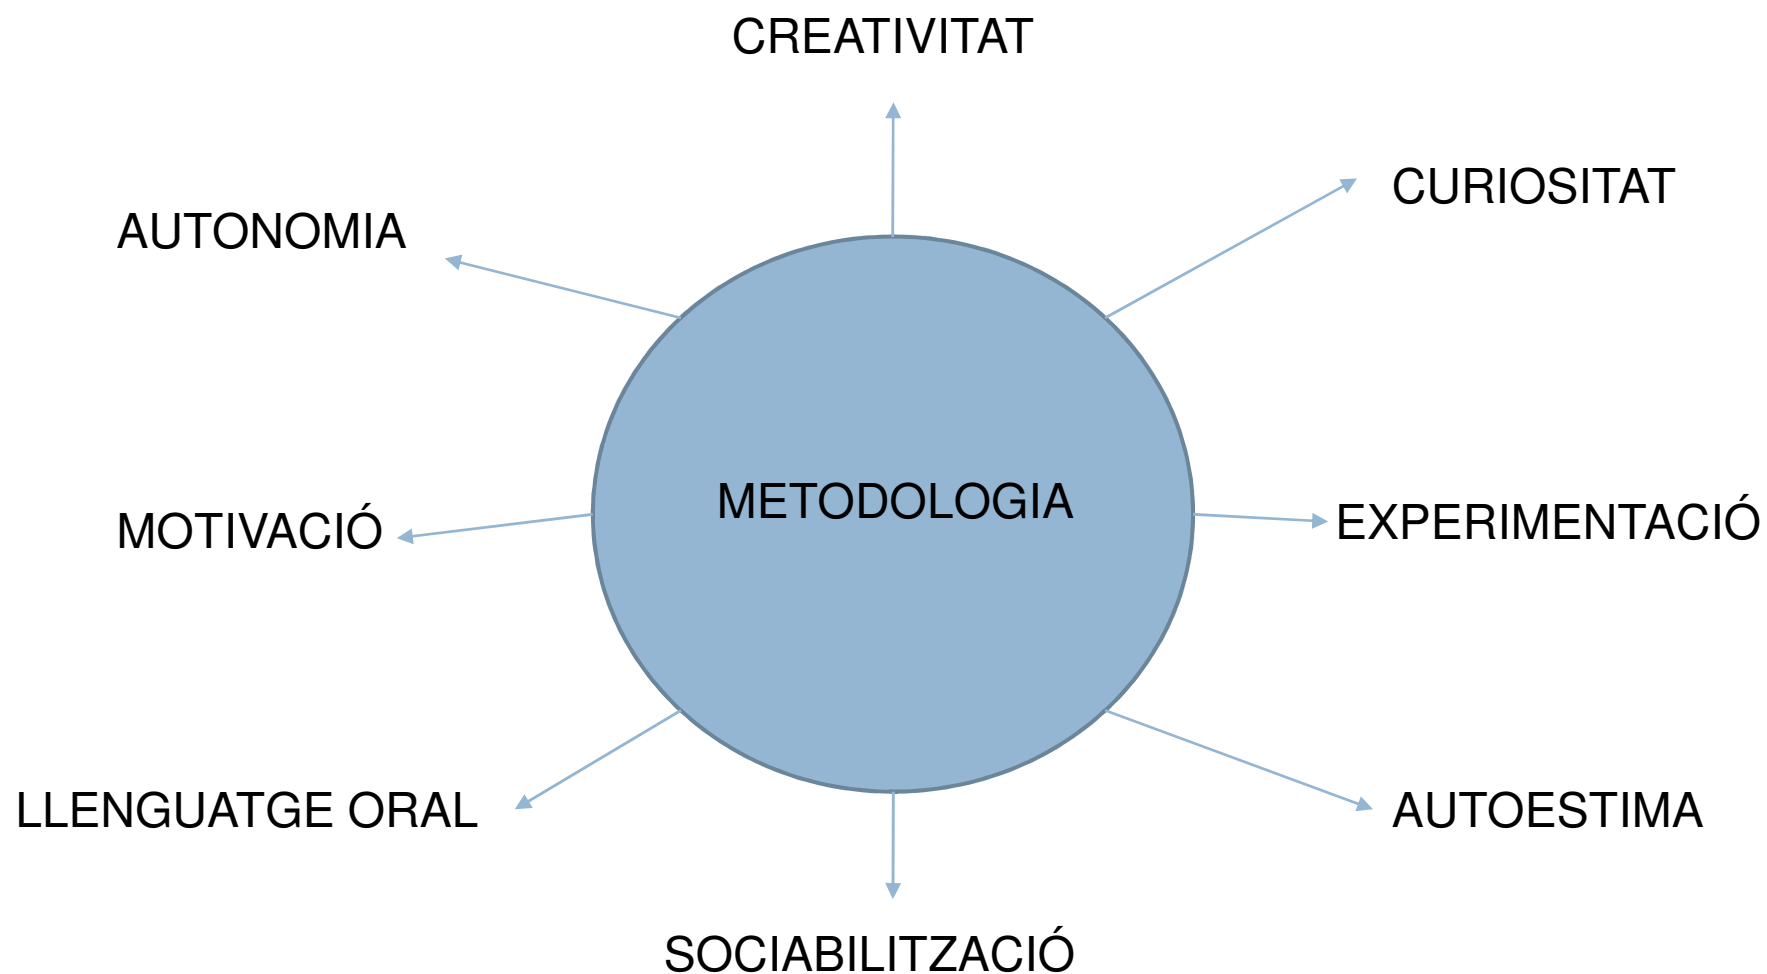 CREATIVITAT
CURIOSITAT
AUTONOMIA
METODOLOGIA
MOTIVACIÓ
EXPERIMENTACIÓ
LLENGUATGE ORAL
AUTOESTIMA
SOCIABILITZACIÓ